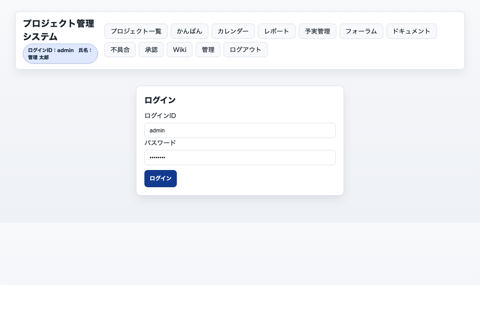 プロジェクト管理
システム
ログインID：admin 氏名：
管理 太郎
プロジェクト一覧 かんばん カレンダー レポート 予実管理 フォーラム ドキュメント
不具合 承認 Wiki 管理 ログアウト
ログイン
ログインID
admin
パスワード
••••••••
ログイン